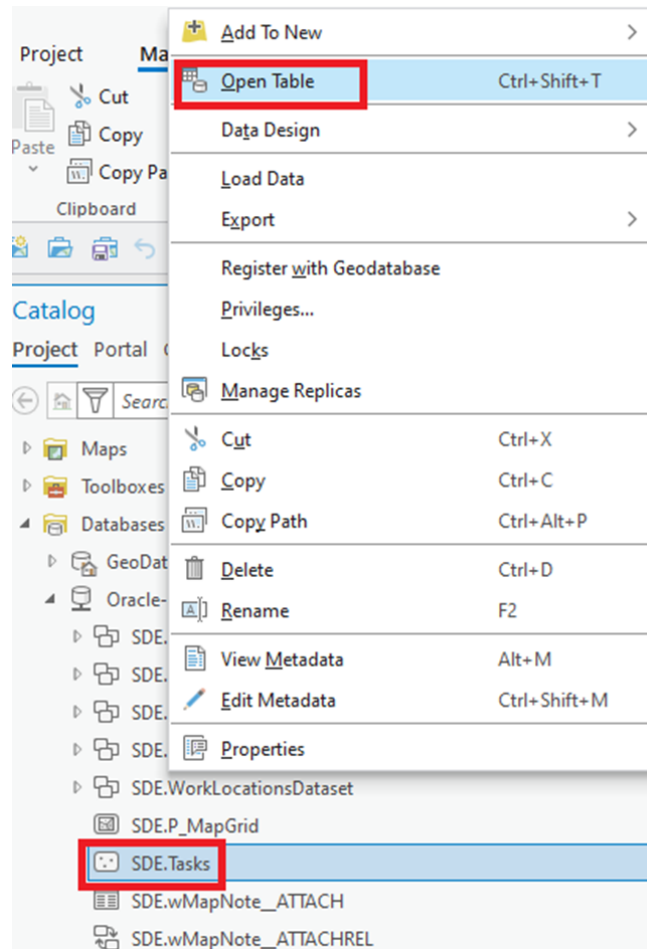 Project
Ma
Cut
Copy
Paste
Copy Pa
Clipboard
Add To New
Open Table Ctrl+Shift+T
Data Design
Load Data
Export
Register with Geodatabase
Privileges...
Locks
Manage Replicas
Cut Ctrl+X
Copy Ctrl+C
Copy Path Ctrl+Alt+P
Delete Ctrl+D
Rename F2
View Metadata Alt+M
Edit Metadata Ctrl+Shift+M
Properties
Catalog
Project Portal
Searc
Maps
Toolboxes
Databases
GeoDat
Oracle-
SDE.
SDE.
SDE.
SDE.
SDE.WorkLocationsDataset
SDE.P_MapGrid
SDE.Tasks
SDE.wMapNote__ATTACH
SDE.wMapNote__ATTACHREL